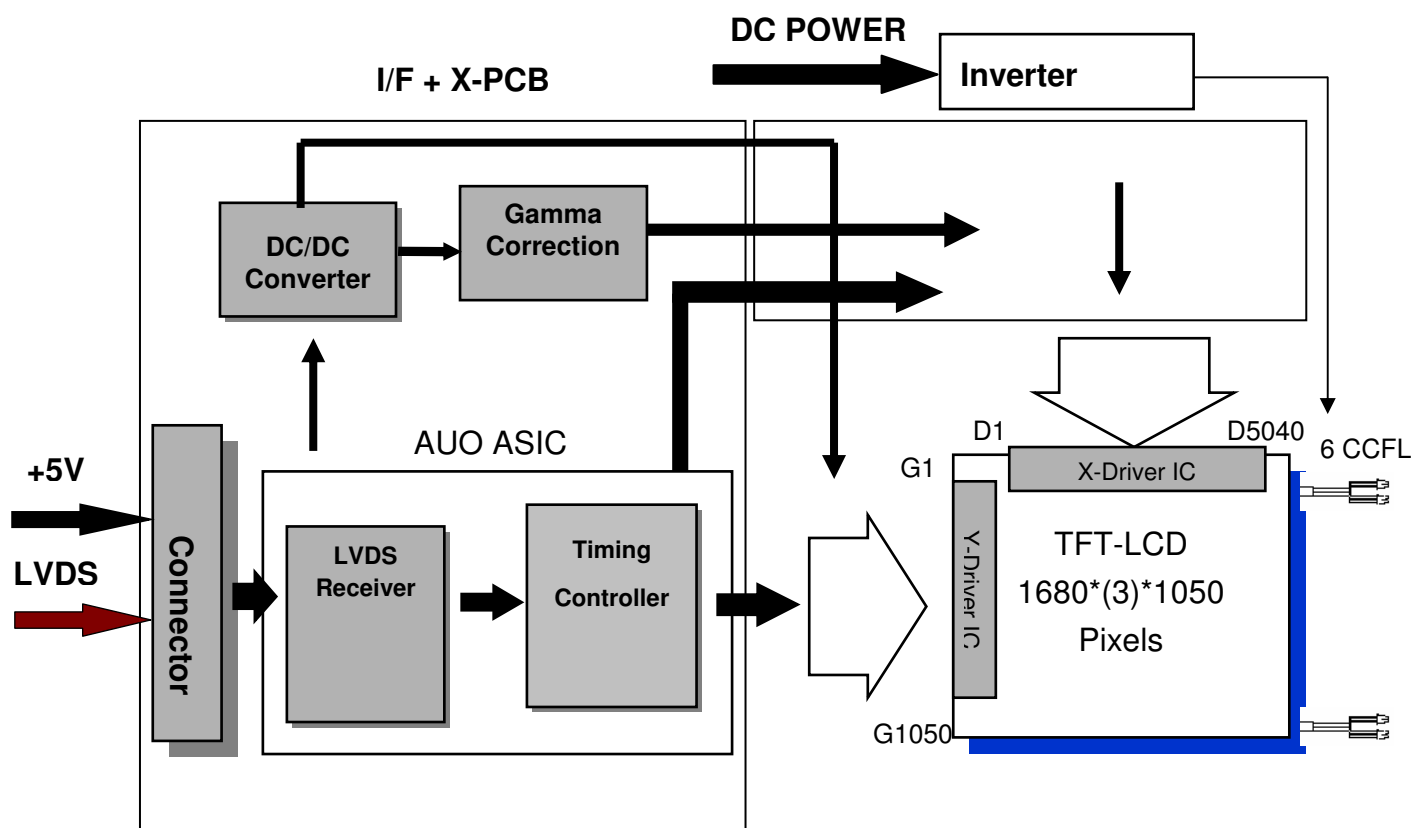 DC POWER
Inverter
I/F + X-PCB
Gamma
Correction
DC/DC
Converter
AUO ASIC
D1
D5040
6 CCFL
+5V
G1
X-Driver IC
LVDS
Connector
LVDS
Receiver
Timing
Controller
Y-Driver IC
TFT-LCD
1680*(3)*1050
Pixels
G1050